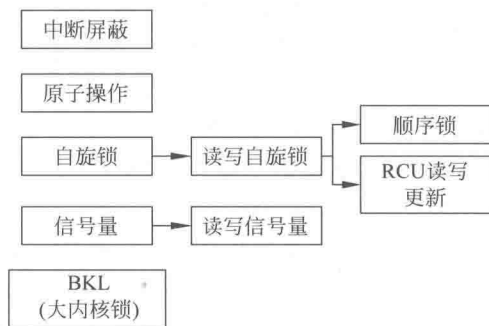 中断屏蔽
原子操作
自旋锁
读写自旋锁
顺序锁
RCU读写
更新
信号量
读写信号量
BKL
(大内核锁)